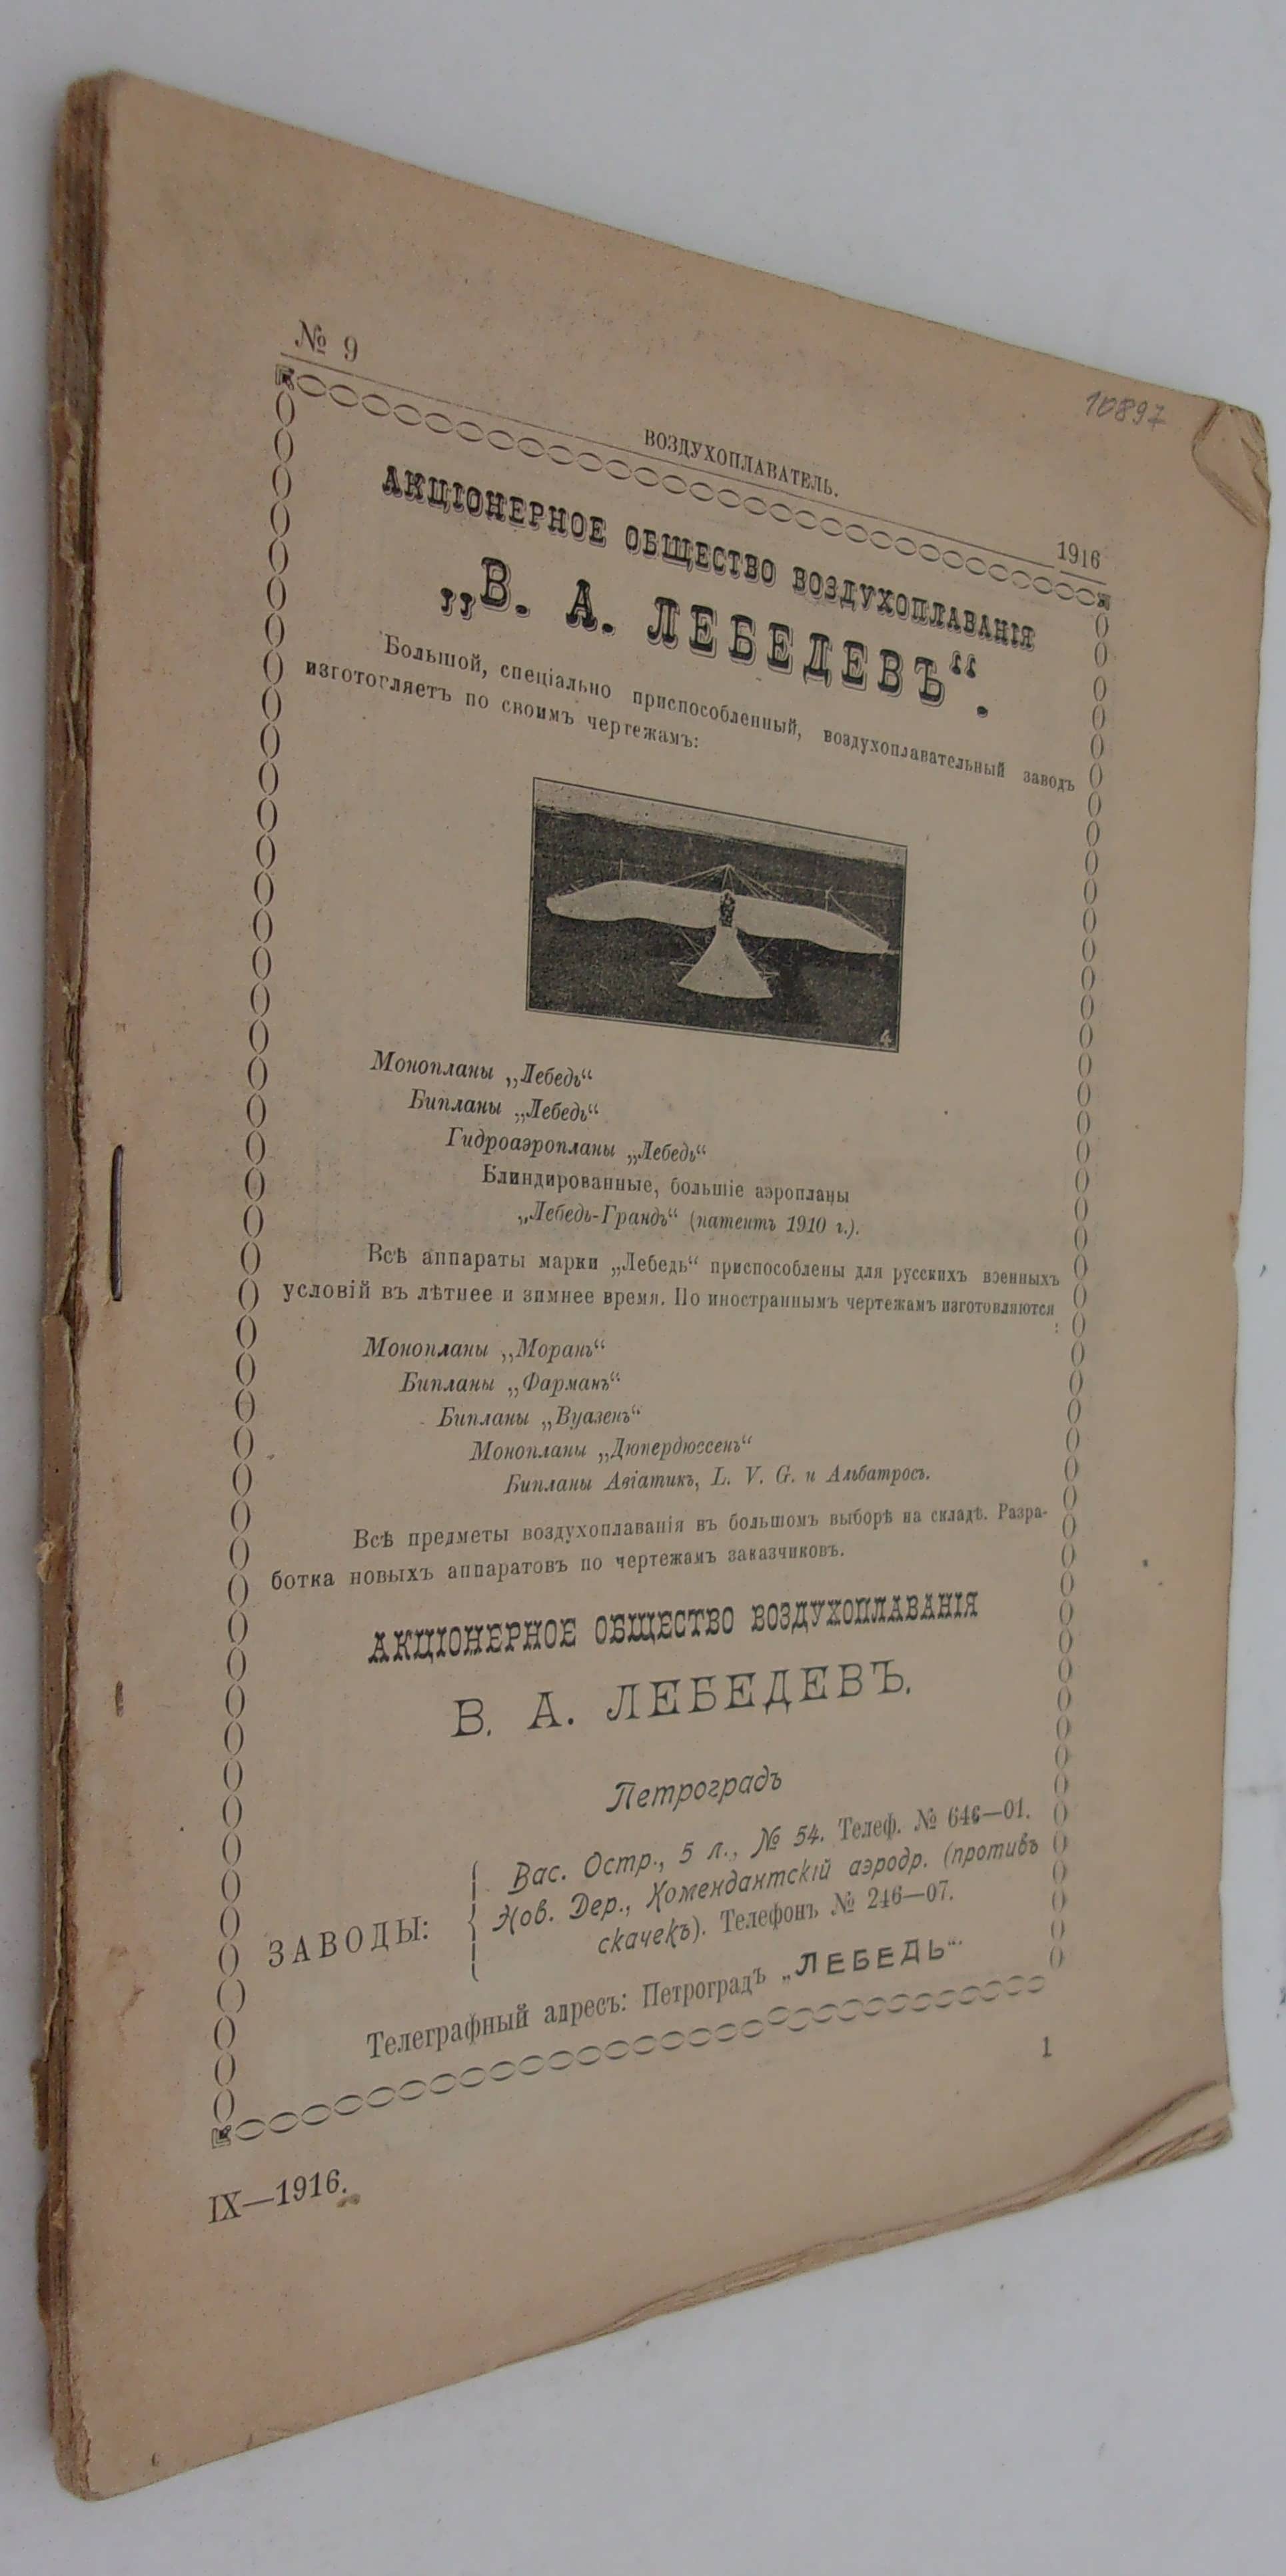 10897
№ 9
ВОЗДУХОПЛАВАТЕЛЬ.
1916
АКЦІОНЕРНОЕ ОБЩЕСТВО ВОЗДУХОПЛАВАНІЯ
„В. А. ЛЕБЕДЕВЪ“.
Большой, спеціально приспособленный, воздухоплавательный заводъ
изготогляетъ по своимъ чертежамъ:
4
Монопланы „Лебедь“
Бипланы „Лебедь“
Гидроаэропланы „Лебедь“
Блиндированные, большіе аэропланы
„Лебедь-Грандъ“ (патентъ 1910 г.).
Всѣ аппараты марки „Лебедь“ приспособлены для русскихъ военныхъ
условій въ лѣтнее и зимнее время. По иностраннымъ чертежамъ изготовляются
:
Монопланы „Моранъ“
Бипланы „Фарманъ“
Бипланы „Вуазенъ“
Монопланы „Дюпердюссенъ“
Бипланы Авіатикъ, L. V. G. и Альбатросъ.
Всѣ предметы воздухоплаванія въ большомъ выборѣ на складѣ. Разра-
ботка новыхъ аппаратовъ по чертежамъ заказчиковъ.
АКЦІОНЕРНОЕ ОБЩЕСТВО ВОЗДУХОПЛАВАНІЯ
В. А. ЛЕБЕДЕВЪ.
Петроградъ
ЗАВОДЫ:
Вас. Остр., 5 л., № 54. Телеф. № 646—01.
Нов. Дер., Комендантскій аэродр. (противъ
скачекъ). Телефонъ № 246—07.
Телеграфный адресъ: Петроградъ „ЛЕБЕДЬ“.
1
IX—1916.